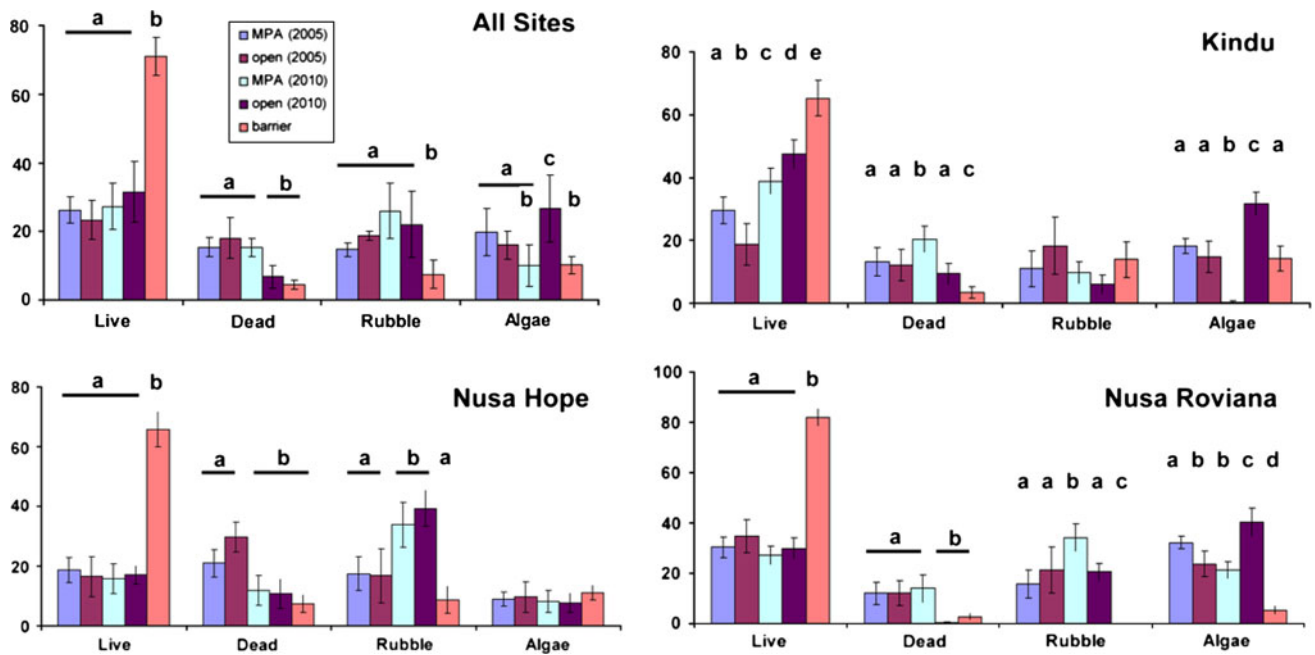 All Sites
80
60
40
20
0
a b
MPA (2005)
open (2005)
MPA (2010)
open (2010)
barrier
a b
a b
a b c b
Live Dead Rubble Algae
Kindu
80
60
40
20
0
a b c d e
a a b a c
a a b c a
Live Dead Rubble Algae
Nusa Hope
80
60
40
20
0
a b
a b
a b a
Live Dead Rubble Algae
Nusa Roviana
100
80
60
40
20
0
a b
a b
a a b a c
a b b c d
Live Dead Rubble Algae